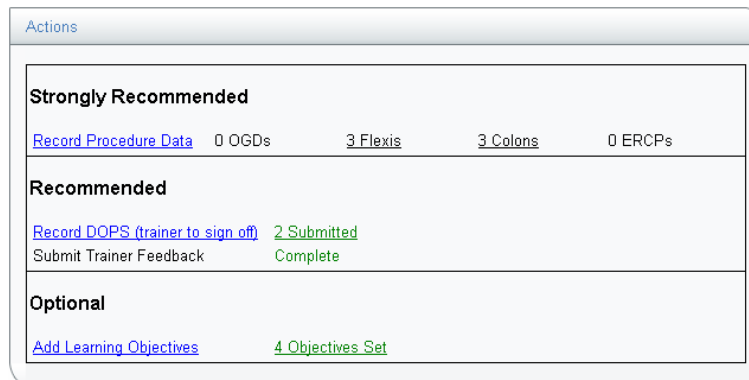 Actions
Strongly Recommended
Record Procedure Data 0 OGDs 3 Flexis 3 Colons 0 ERCPs
Recommended
Record DOPS (trainer to sign off) 2 Submitted
Submit Trainer Feedback Complete
Optional
Add Learning Objectives 4 Objectives Set